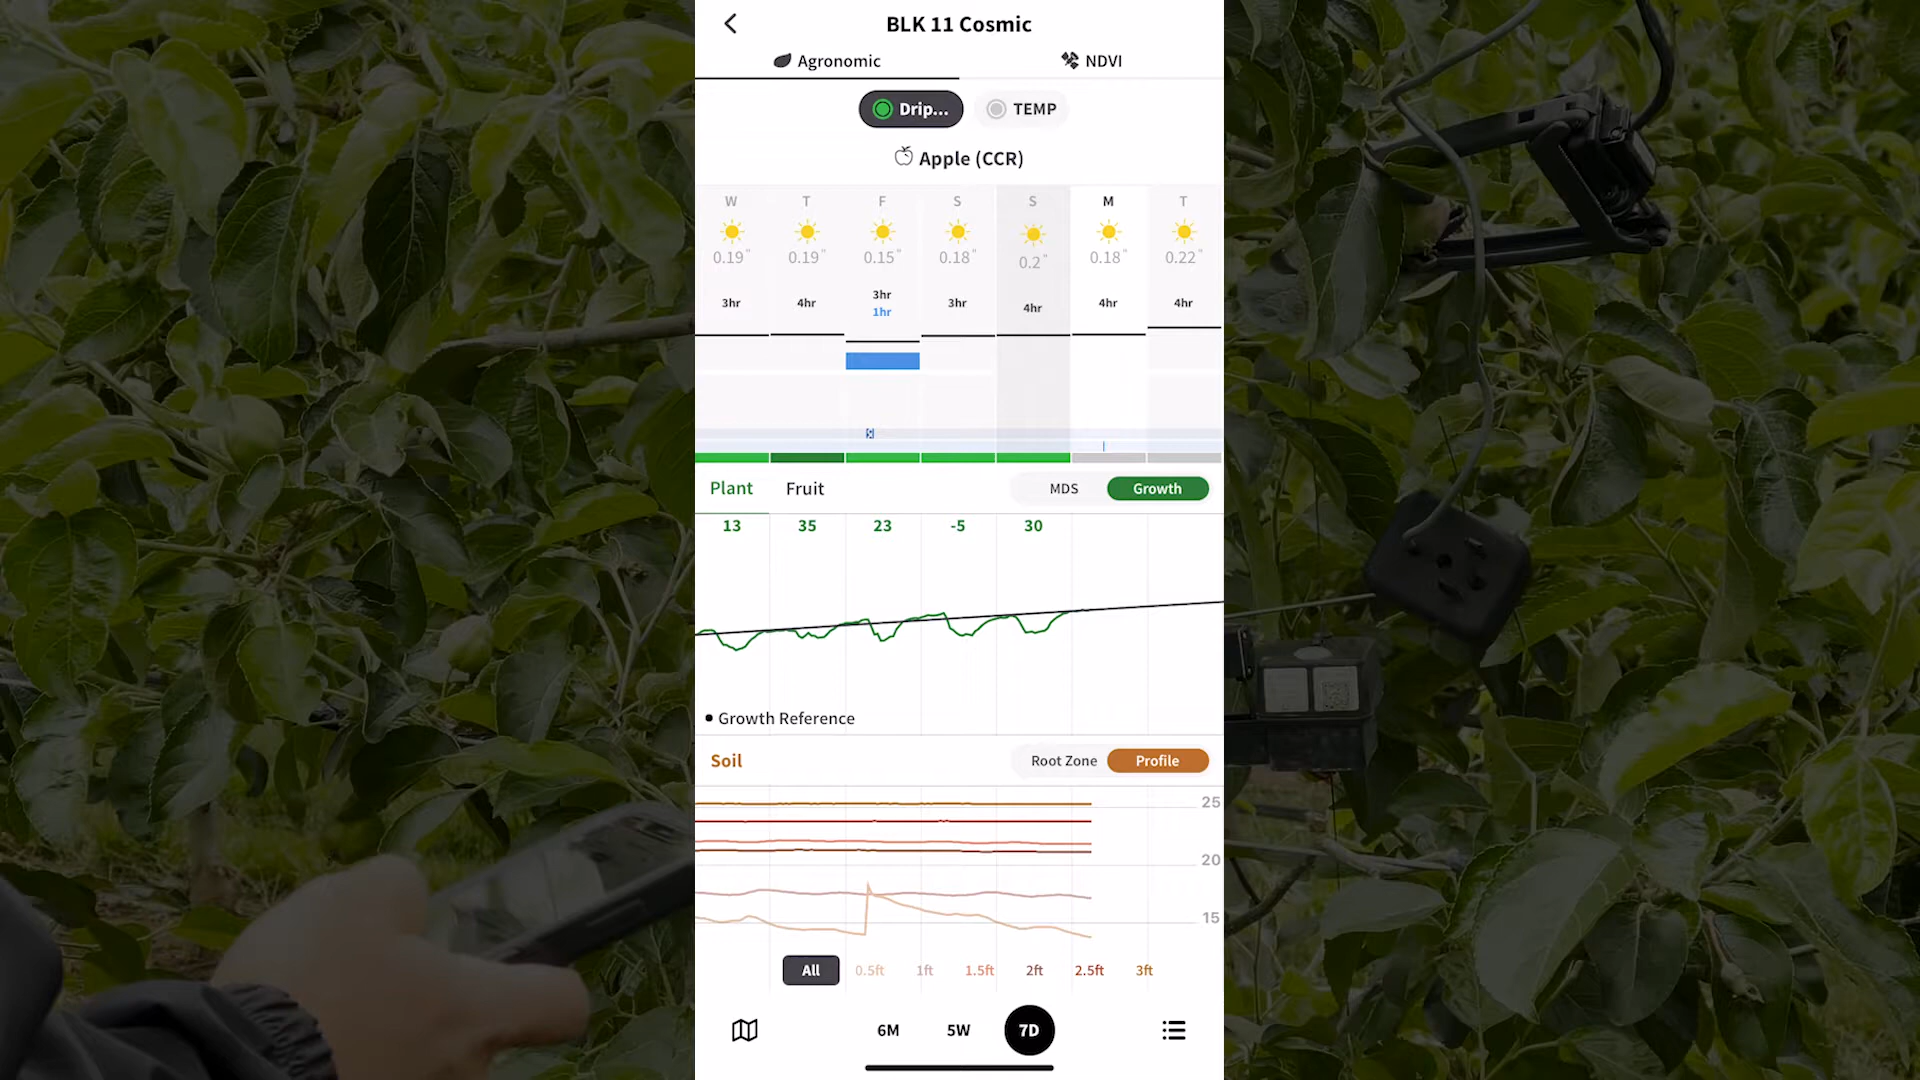 BLK 11 Cosmic
Agronomic NDVI
Drip... TEMP
Apple (CCR)
W T F S S M T
0.19" 0.19" 0.15" 0.18" 0.2" 0.18" 0.22"
3hr 4hr 3hr 3hr 4hr 4hr 4hr
1hr
Plant Fruit MDS Growth
13 35 23 -5 30
Growth Reference
Soil Root Zone Profile
25
20
15
All 0.5ft 1ft 1.5ft 2ft 2.5ft 3ft
6M 5W 7D